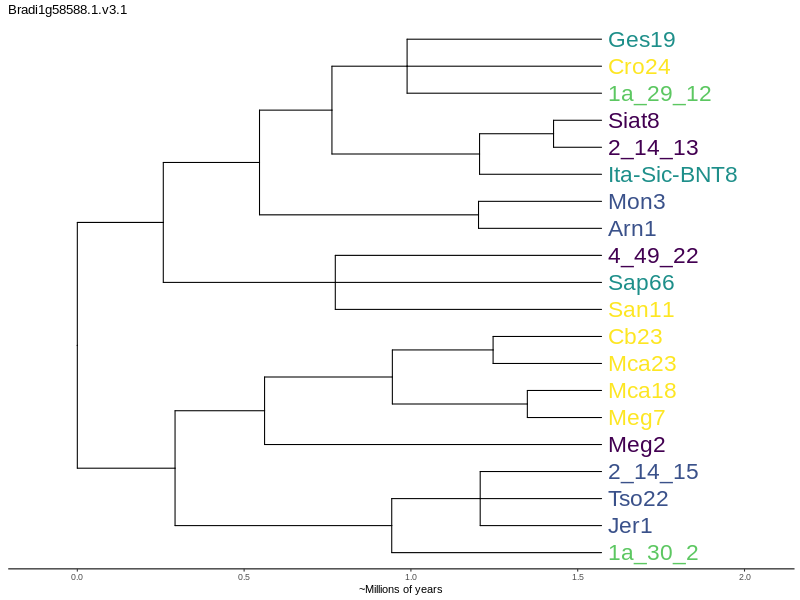 Bradi1g58588.1.v3.1
Ges19
Cro24
1a_29_12
Siat8
2_14_13
Ita-Sic-BNT8
Mon3
Arn1
4_49_22
Sap66
San11
Cb23
Mca23
Mca18
Meg7
Meg2
2_14_15
Tso22
Jer1
1a_30_2
0.0 0.5 1.0 1.5 2.0
~Millions of years